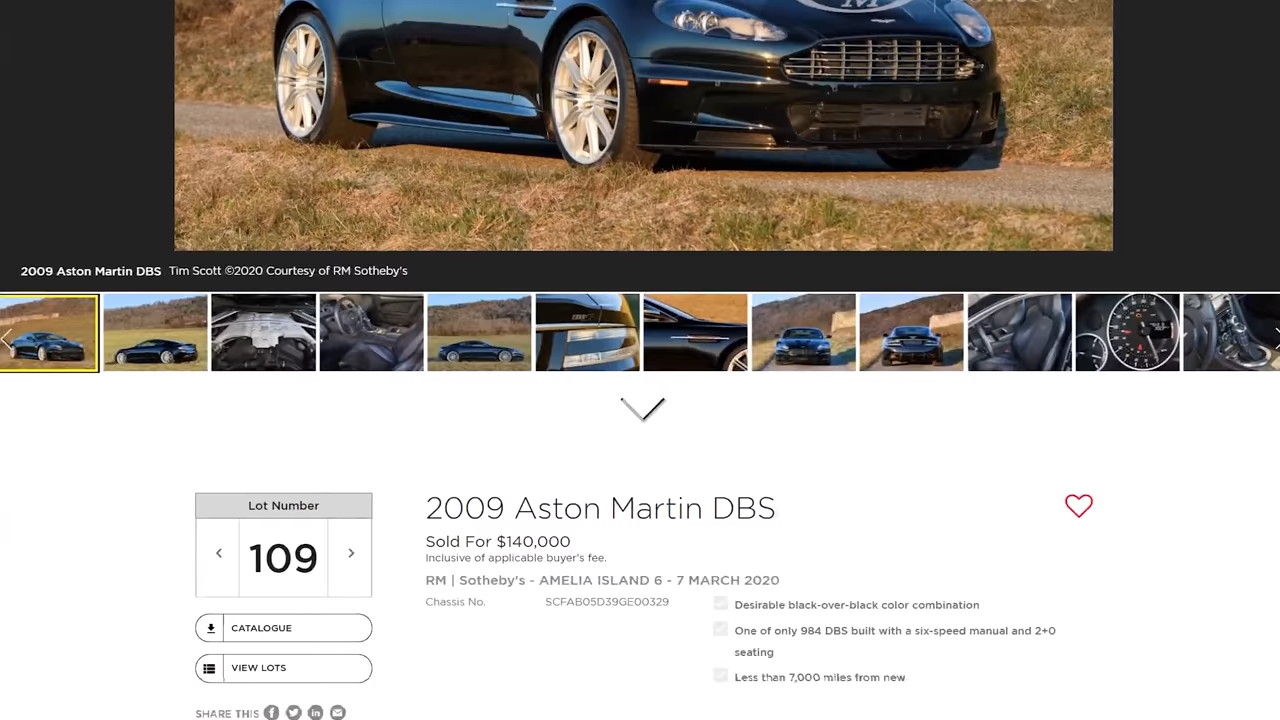 2009 Aston Martin DBS Tim Scott ©2020 Courtesy of RM Sotheby's
Lot Number
109
CATALOGUE
VIEW LOTS
SHARE THIS
2009 Aston Martin DBS
Sold For $140,000
Inclusive of applicable buyer's fee.
RM | Sotheby's - AMELIA ISLAND 6 - 7 MARCH 2020
Chassis No. SCFAB05D39GE00329
Desirable black-over-black color combination
One of only 984 DBS built with a six-speed manual and 2+0
seating
Less than 7,000 miles from new